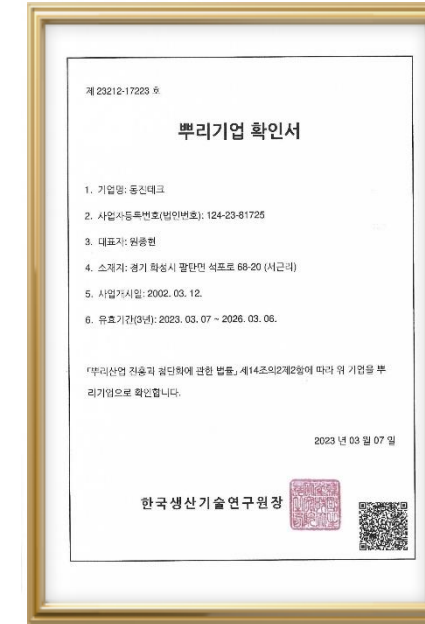 제 23212-17223 호
뿌리기업 확인서
1. 기업명: 동진테크
2. 사업자등록번호(법인번호): 124-23-81725
3. 대표자: 원종현
4. 소재지: 경기 화성시 팔탄면 석포로 68-20 (서근리)
5. 사업개시일: 2002. 03. 12.
6. 유효기간(3년): 2023. 03. 07 ~ 2026. 03. 06.
「뿌리산업 진흥과 첨단화에 관한 법률」 제14조의2제2항에 따라 위 기업을 뿌
리기업으로 확인합니다.
2023 년 03 월 07 일
한국생산기술연구원장